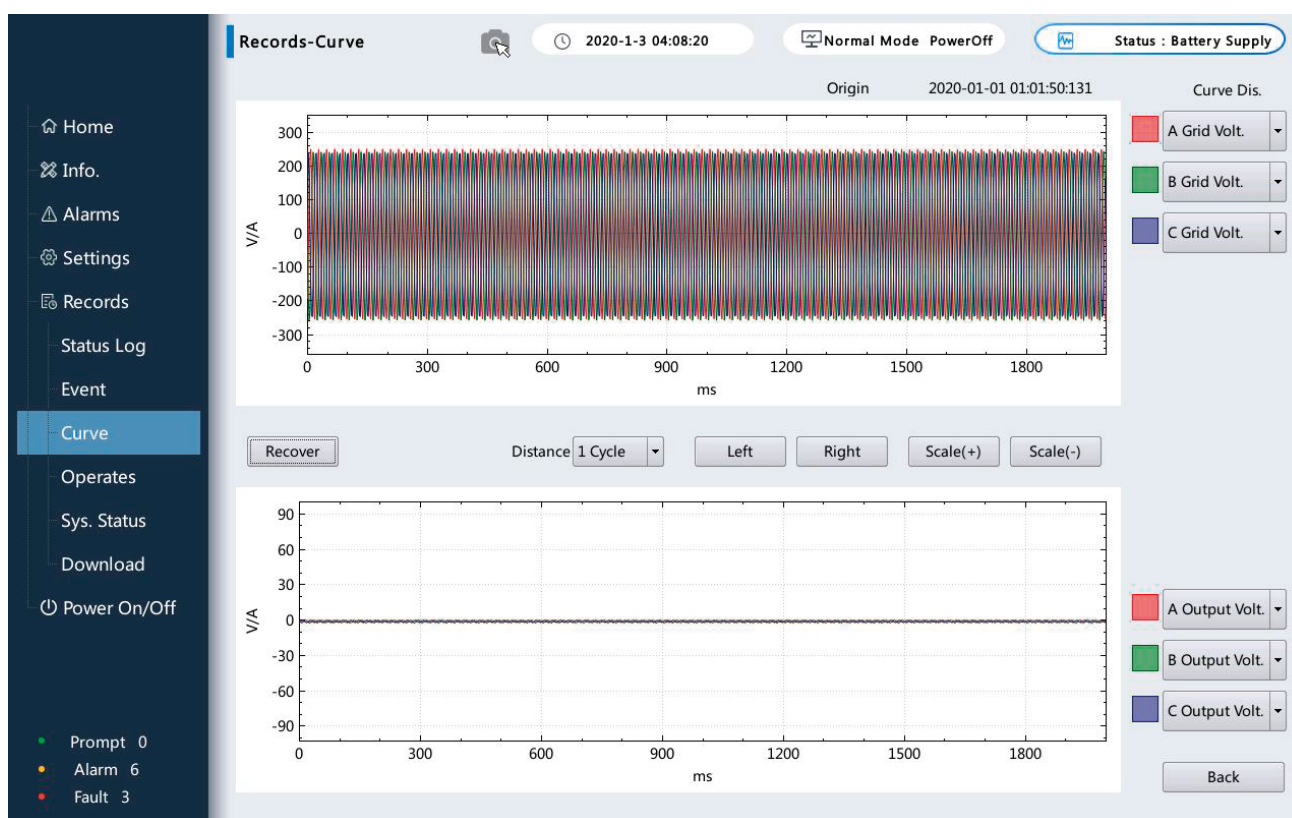 Records-Curve
2020-1-3 04:08:20
Normal Mode PowerOff
Status : Battery Supply
Home
Info.
Alarms
Settings
Records
Status Log
Event
Curve
Operates
Sys. Status
Download
Power On/Off
Prompt 0
Alarm 6
Fault 3
Origin 2020-01-01 01:01:50:131
Curve Dis.
V/A
300
200
100
0
-100
-200
-300
0 300 600 900 1200 1500 1800
ms
A Grid Volt.
B Grid Volt.
C Grid Volt.
Recover Distance 1 Cycle Left Right Scale(+) Scale(-)
V/A
90
60
30
0
-30
-60
-90
0 300 600 900 1200 1500 1800
ms
A Output Volt.
B Output Volt.
C Output Volt.
Back